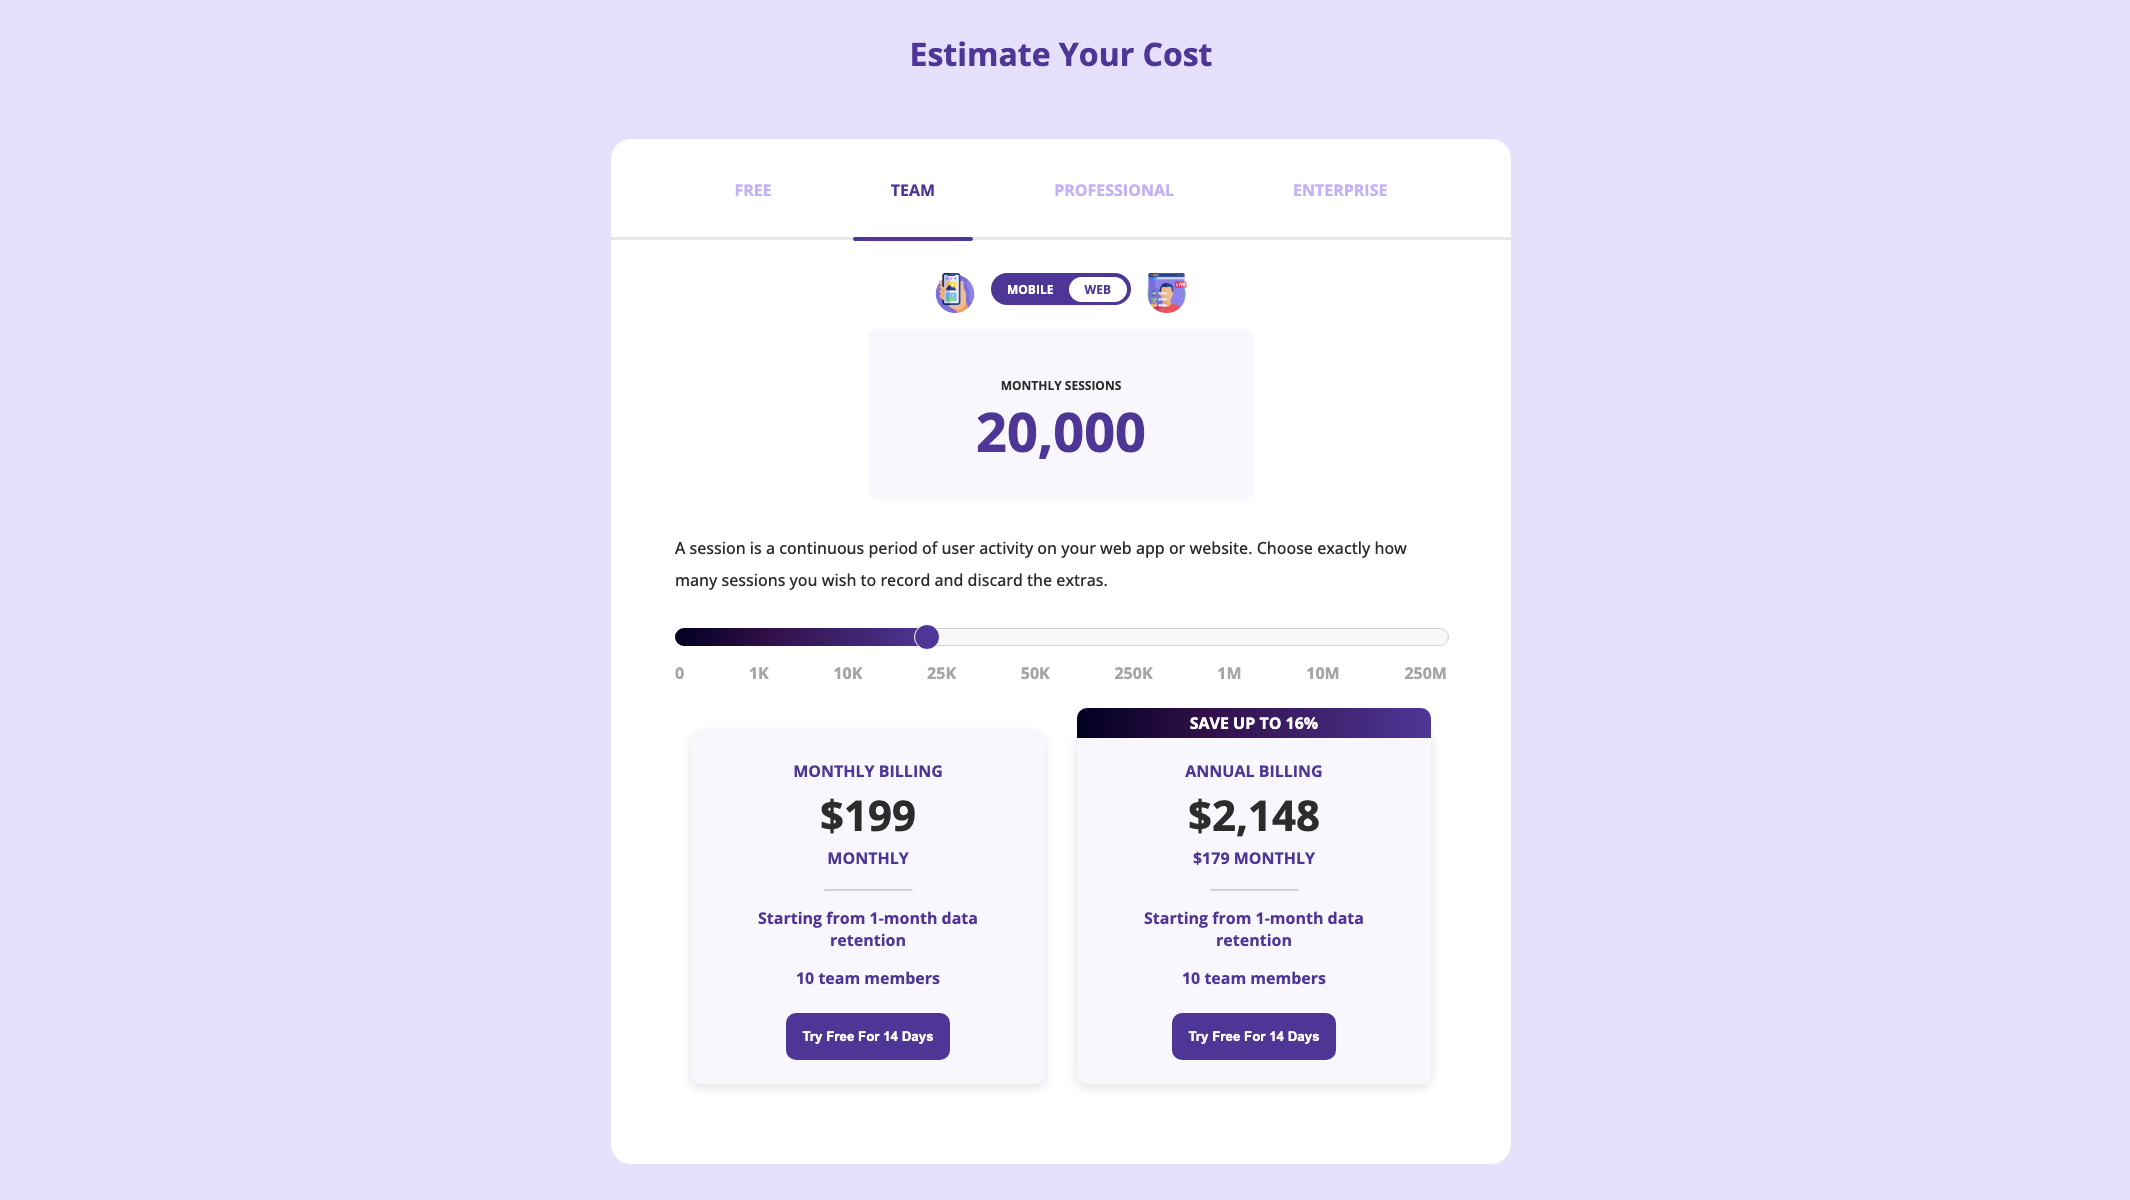 Estimate Your Cost
FREE TEAM PROFESSIONAL ENTERPRISE
MOBILE WEB
MONTHLY SESSIONS
20,000
A session is a continuous period of user activity on your web app or website. Choose exactly how
many sessions you wish to record and discard the extras.
0 1K 10K 25K 50K 250K 1M 10M 250M
MONTHLY BILLING
$199
MONTHLY
Starting from 1-month data
retention
10 team members
Try Free For 14 Days
SAVE UP TO 16%
ANNUAL BILLING
$2,148
$179 MONTHLY
Starting from 1-month data
retention
10 team members
Try Free For 14 Days